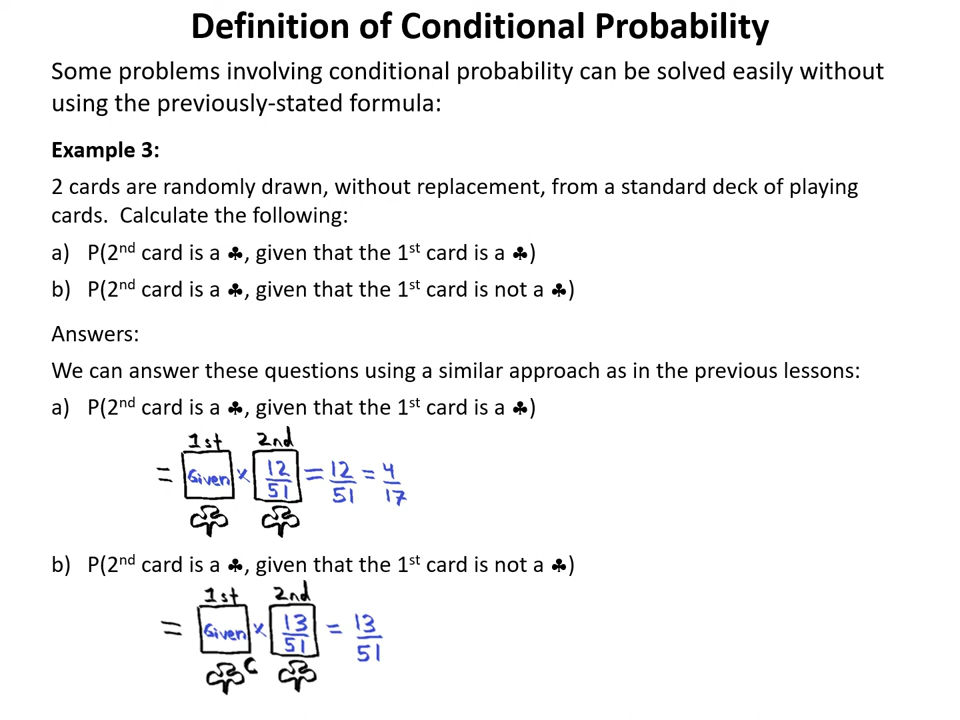 Definition of Conditional Probability
Some problems involving conditional probability can be solved easily without
using the previously-stated formula:
Example 3:
2 cards are randomly drawn, without replacement, from a standard deck of playing
cards. Calculate the following:
a) P(2nd card is a ♣, given that the 1st card is a ♣)
b) P(2nd card is a ♣, given that the 1st card is not a ♣)
Answers:
We can answer these questions using a similar approach as in the previous lessons:
a) P(2nd card is a ♣, given that the 1st card is a ♣)
1st 2nd
= Given × 12/51 = 12/51 = 4/17
♣ ♣
b) P(2nd card is a ♣, given that the 1st card is not a ♣)
1st 2nd
= Given × 13/51 = 13/51
♣c ♣